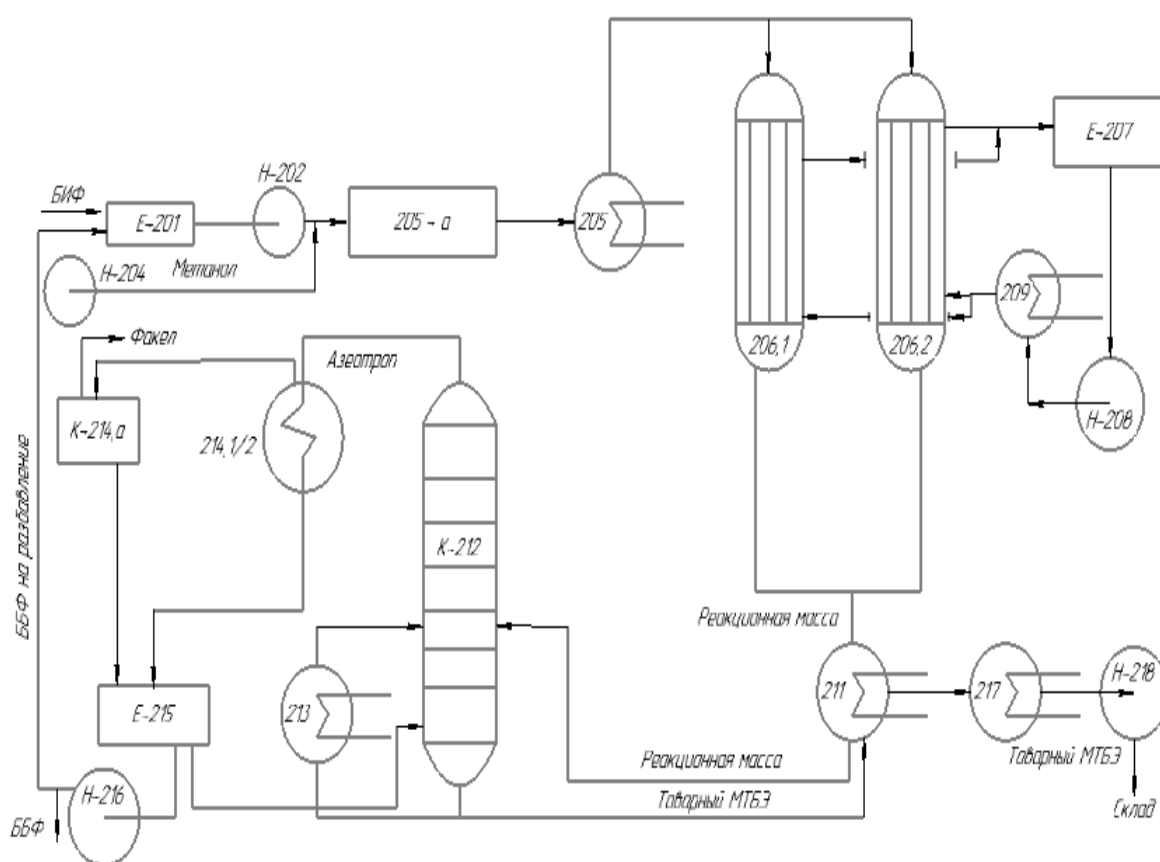 Н-202
Е-207
БИФ
Е-201
205 - а
205
Н-204
Метанол
209
Факел
Азеотроп
206,1
206,2
К-214,а
214,1/2
Н-208
ББФ на разбавление
К-212
Реакционная масса
Е-215
213
211
217
Н-218
Реакционная масса
Товарный МТБЭ
Н-216
Товарный МТБЭ
ББФ
Склад